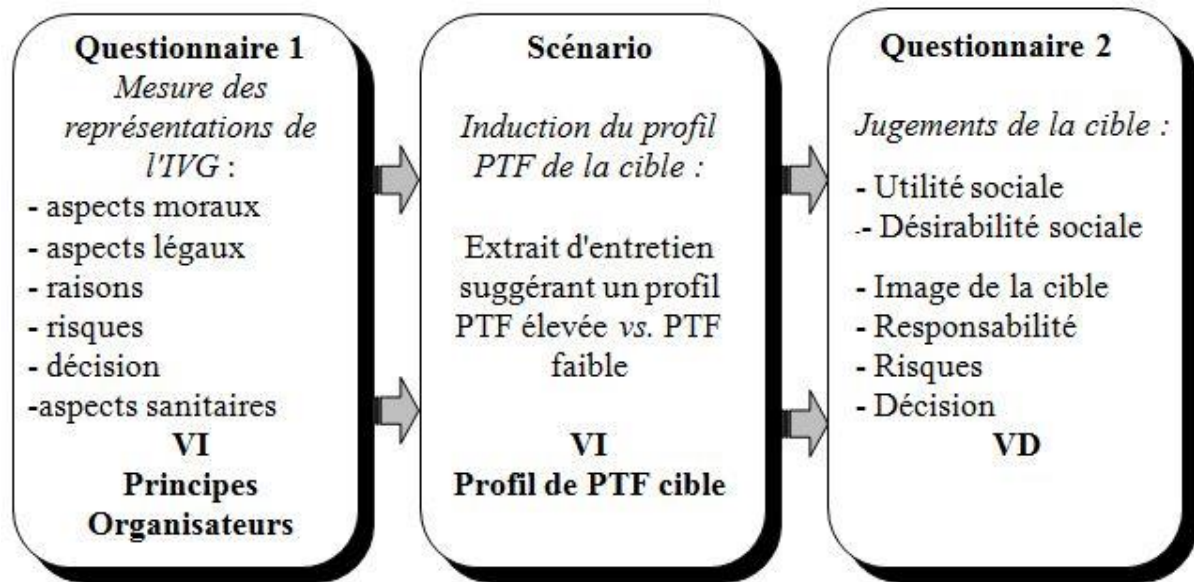 Questionnaire 1
Mesure des
représentations de
l'IVG :
- aspects moraux
- aspects légaux
- raisons
- risques
- décision
-aspects sanitaires
VI
Principes
Organisateurs
Scénario
Induction du profil
PTF de la cible :
Extrait d'entretien
suggérant un profil
PTF élevée vs. PTF
faible
VI
Profil de PTF cible
Questionnaire 2
Jugements de la cible :
- Utilité sociale
- Désirabilité sociale
- Image de la cible
- Responsabilité
- Risques
- Décision
VD